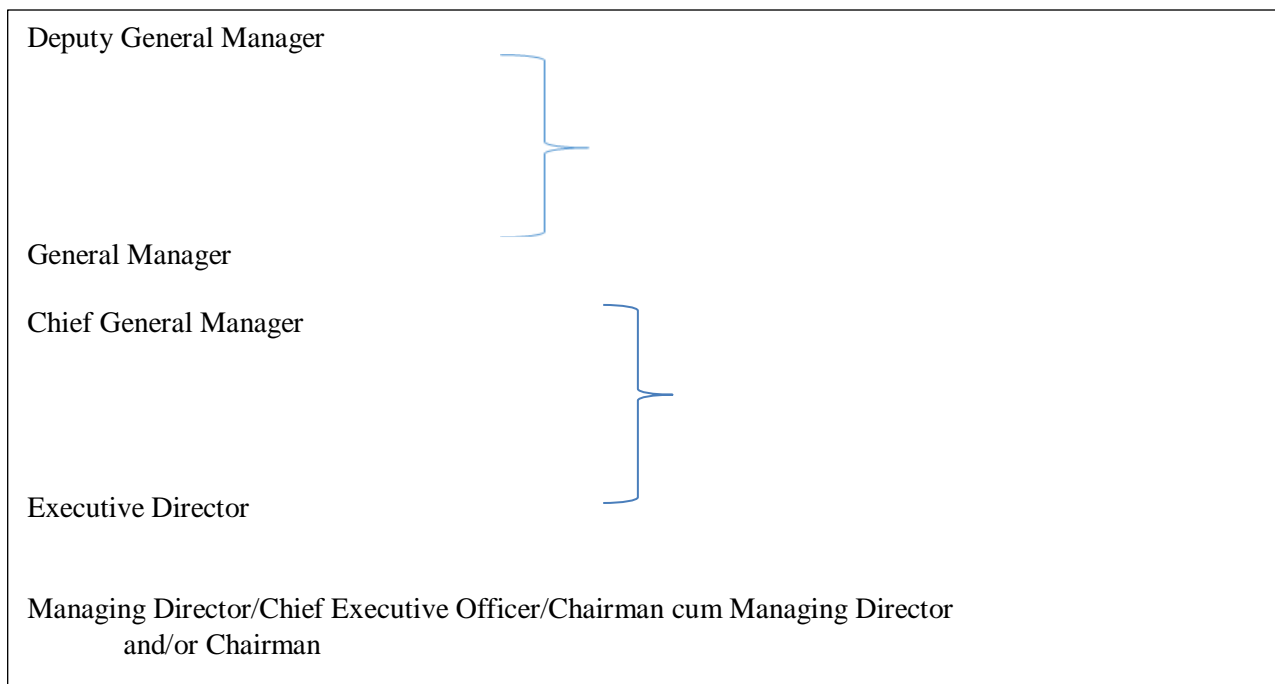 Deputy General Manager
General Manager
Chief General Manager
Executive Director
Managing Director/Chief Executive Officer/Chairman cum Managing Director
and/or Chairman